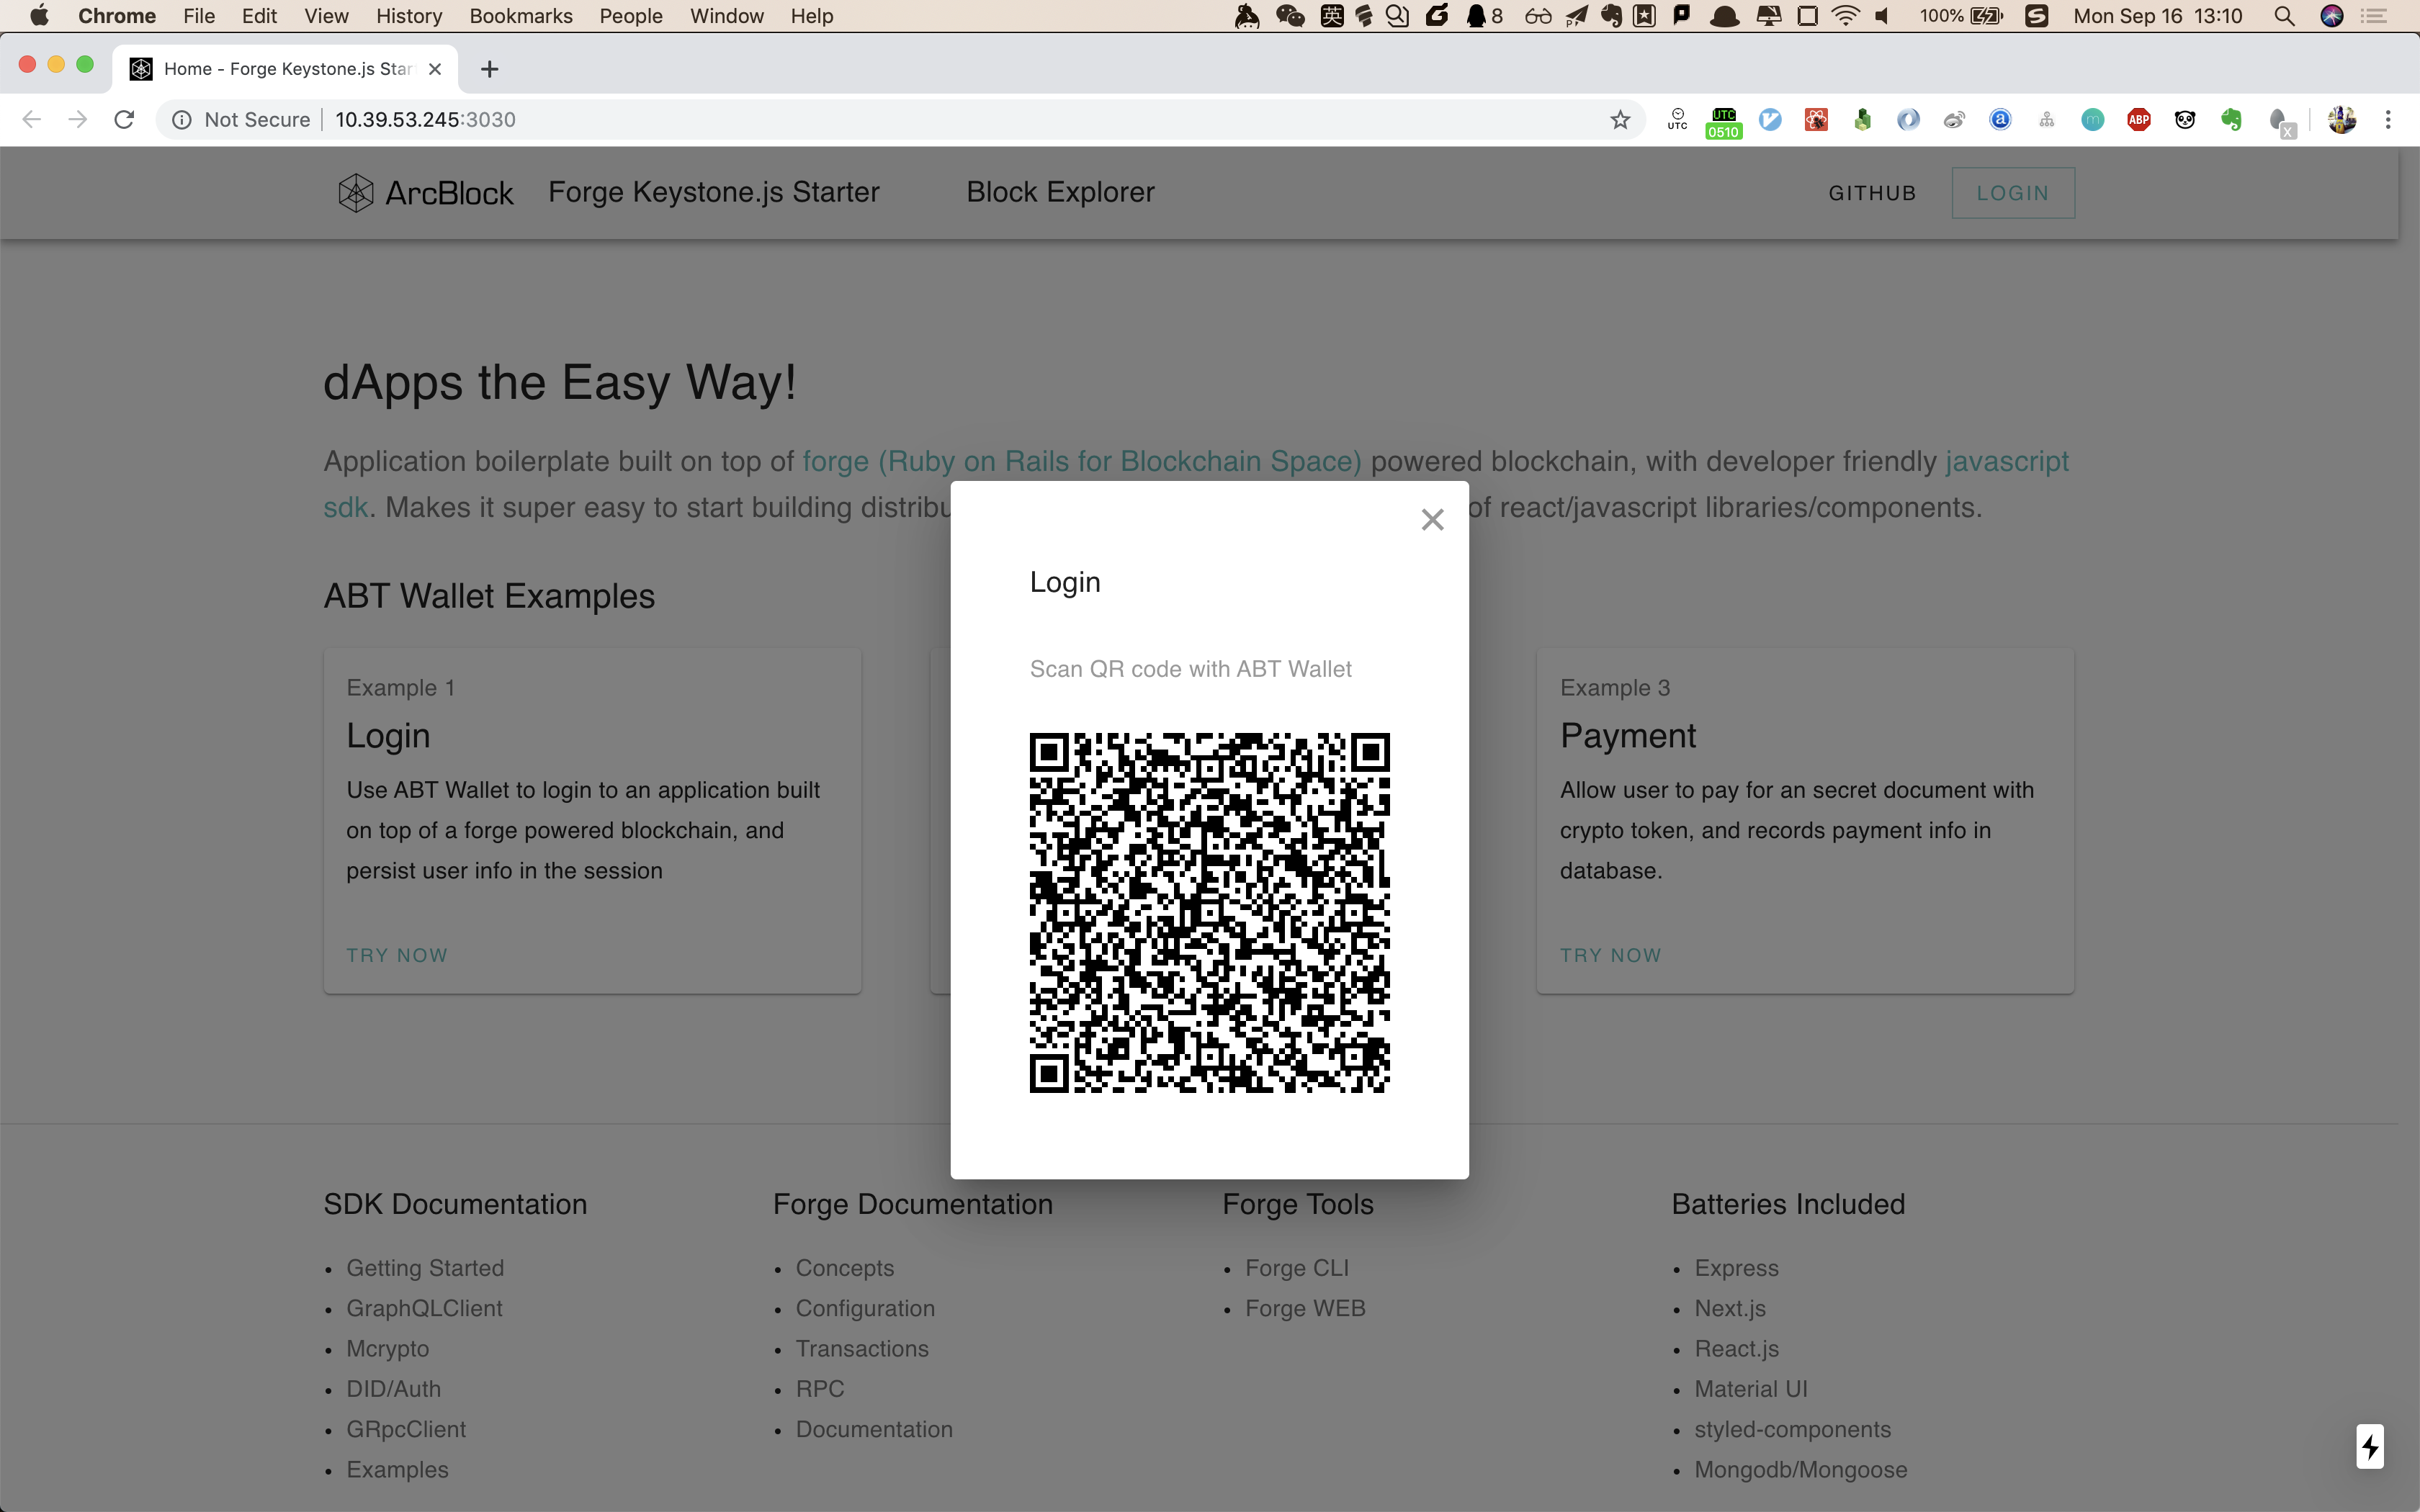 Chrome File Edit View History Bookmarks People Window Help 英 8 100% Mon Sep 16 13:10
Home - Forge Keystone.js Star
Not Secure 10.39.53.245:3030 UTC UTC 0510 ABP
ArcBlock Forge Keystone.js Starter Block Explorer GITHUB LOGIN
dApps the Easy Way!
Application boilerplate built on top of forge (Ruby on Rails for Blockchain Space) powered blockchain, with developer friendly javascript
sdk. Makes it super easy to start building distribu of react/javascript libraries/components.
ABT Wallet Examples
Example 1
Login
Use ABT Wallet to login to an application built
on top of a forge powered blockchain, and
persist user info in the session
TRY NOW
Login
Scan QR code with ABT Wallet
Example 3
Payment
Allow user to pay for an secret document with
crypto token, and records payment info in
database.
TRY NOW
SDK Documentation
Getting Started
GraphQLClient
Mcrypto
DID/Auth
GRpcClient
Examples
Forge Documentation
Concepts
Configuration
Transactions
RPC
Documentation
Forge Tools
Forge CLI
Forge WEB
Batteries Included
Express
Next.js
React.js
Material UI
styled-components
Mongodb/Mongoose